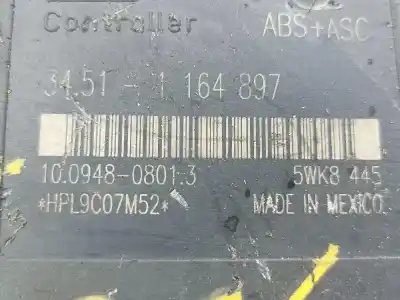 Controller ABS+ASC
34.51 - 1 164 897
10.0948-0801.3 5WK8 445
*HPL9C07M52* MADE IN MEXICO